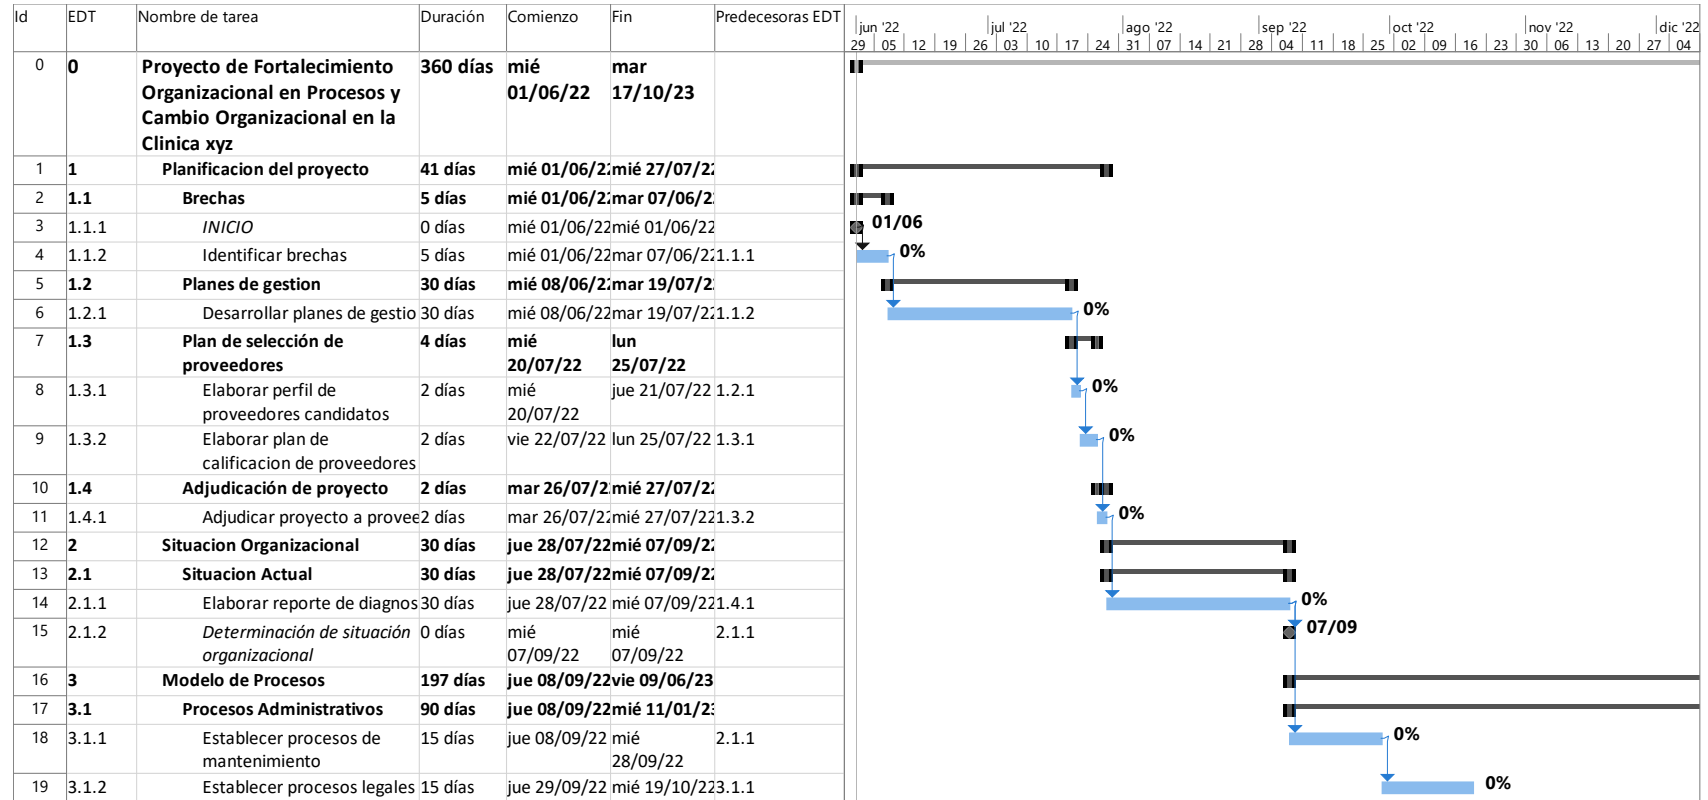 Id EDT Nombre de tarea Duración Comienzo Fin Predecesoras EDT
jun '22 jul '22 ago '22 sep '22 oct '22 nov '22 dic '22
29 05 12 19 26 03 10 17 24 31 07 14 21 28 04 11 18 25 02 09 16 23 30 06 13 20 27 04
0 0 Proyecto de Fortalecimiento 360 días mié mar
Organizacional en Procesos y 01/06/22 17/10/23
Cambio Organizacional en la
Clinica xyz
1 1 Planificacion del proyecto 41 días mié 01/06/22 mié 27/07/22
2 1.1 Brechas 5 días mié 01/06/22 mar 07/06/2
3 1.1.1 INICIO 0 días mié 01/06/22 mié 01/06/22 01/06
4 1.1.2 Identificar brechas 5 días mié 01/06/22 mar 07/06/22 1.1.1 0%
5 1.2 Planes de gestion 30 días mié 08/06/22 mar 19/07/2
6 1.2.1 Desarrollar planes de gestio 30 días mié 08/06/22 mar 19/07/22 1.1.2 0%
7 1.3 Plan de selección de 4 días mié lun
proveedores 20/07/22 25/07/22
8 1.3.1 Elaborar perfil de 2 días mié jue 21/07/22 1.2.1 0%
proveedores candidatos 20/07/22
9 1.3.2 Elaborar plan de 2 días vie 22/07/22 lun 25/07/22 1.3.1 0%
calificacion de proveedores
10 1.4 Adjudicación de proyecto 2 días mar 26/07/2 mié 27/07/22
11 1.4.1 Adjudicar proyecto a provee 2 días mar 26/07/22 mié 27/07/22 1.3.2 0%
12 2 Situacion Organizacional 30 días jue 28/07/22 mié 07/09/22
13 2.1 Situacion Actual 30 días jue 28/07/22 mié 07/09/22
14 2.1.1 Elaborar reporte de diagnos 30 días jue 28/07/22 mié 07/09/22 1.4.1 0%
15 2.1.2 Determinación de situación 0 días mié mié 2.1.1 07/09
organizacional 07/09/22 07/09/22
16 3 Modelo de Procesos 197 días jue 08/09/22 vie 09/06/23
17 3.1 Procesos Administrativos 90 días jue 08/09/22 mié 11/01/23
18 3.1.1 Establecer procesos de 15 días jue 08/09/22 mié 2.1.1 0%
mantenimiento 28/09/22
19 3.1.2 Establecer procesos legales 15 días jue 29/09/22 mié 19/10/22 3.1.1 0%